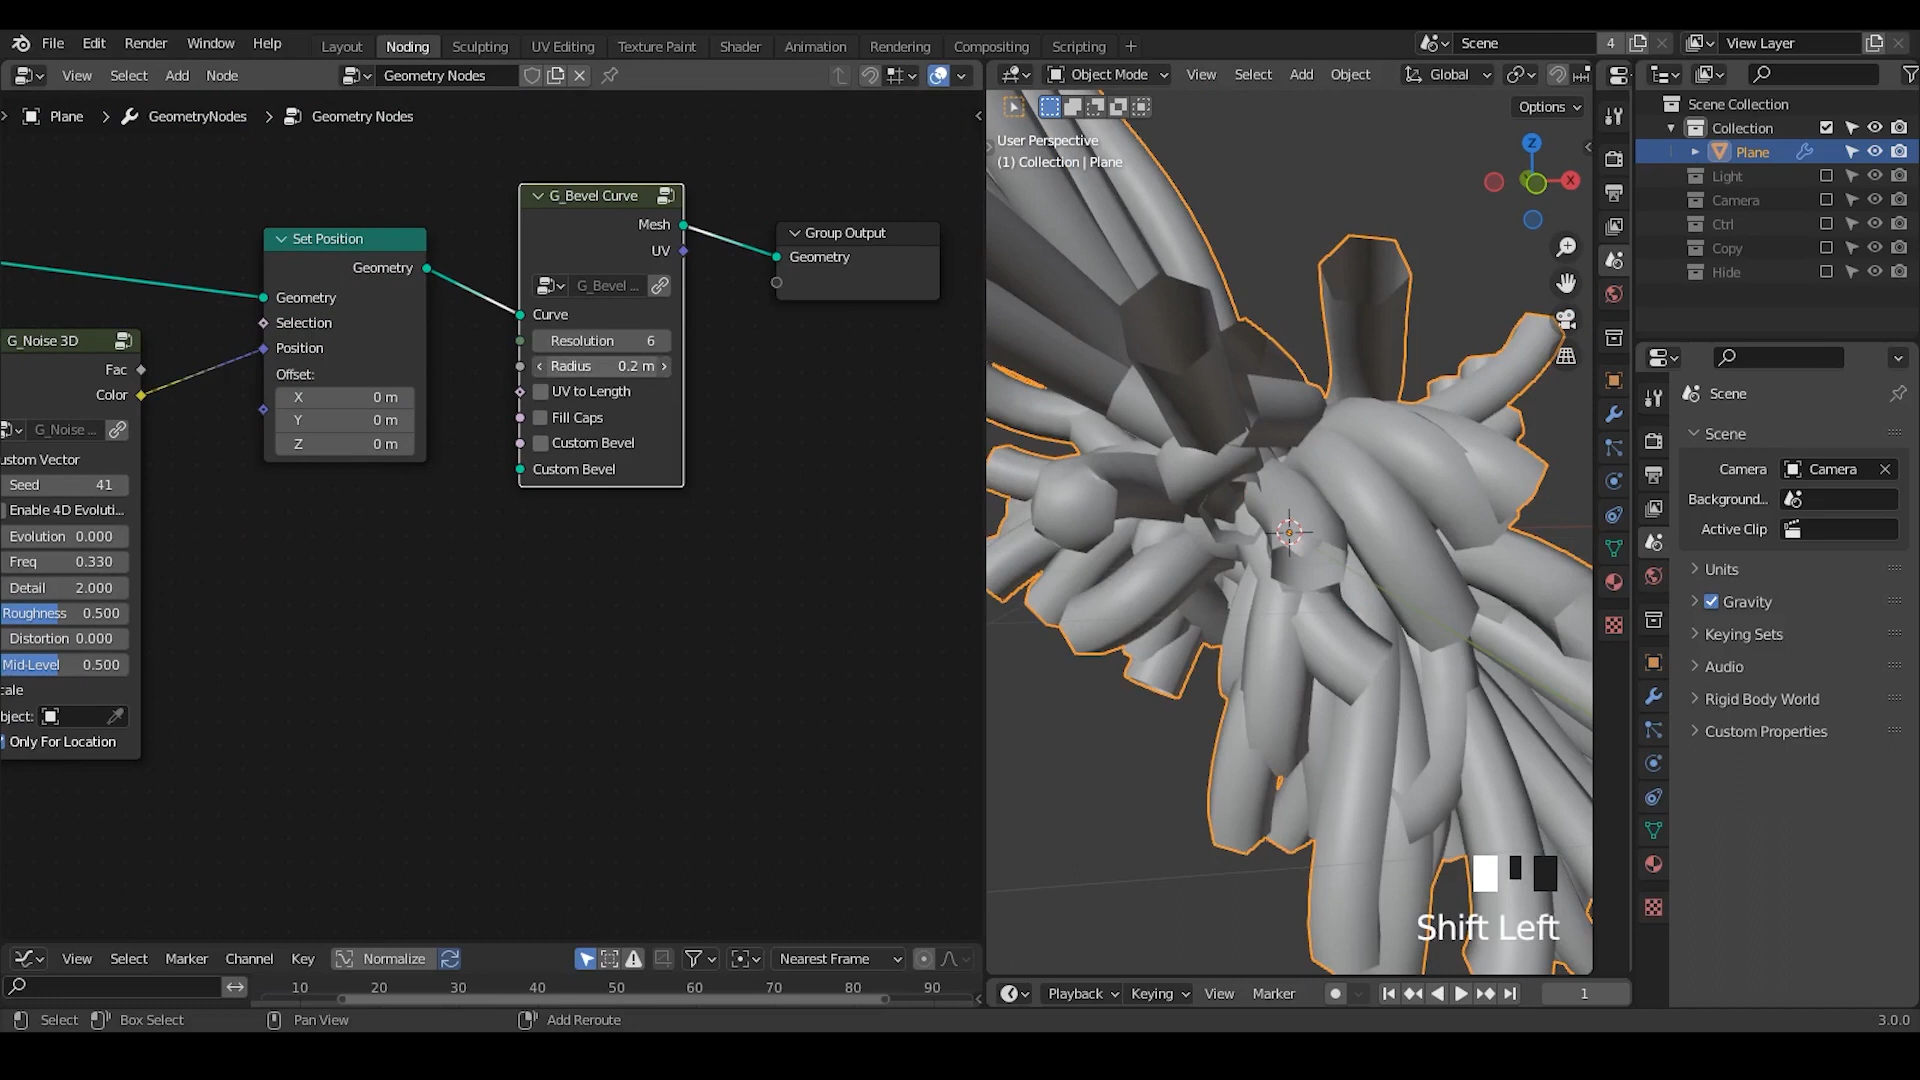 File Edit Render Window Help
Layout Noding Sculpting UV Editing Texture Paint Shader Animation Rendering Compositing Scripting +
Scene 4 View Layer
View Select Add Node Geometry Nodes
Object Mode View Select Add Object Global
Plane > GeometryNodes > Geometry Nodes
Options
User Perspective
(1) Collection | Plane
Z
X
Scene Collection
Collection
Plane
Light
Camera
Ctrl
Copy
Hide
G_Noise 3D
Fac
Color
G_Noise ...
ustom Vector
Seed 41
Enable 4D Evoluti...
Evolution 0.000
Freq 0.330
Detail 2.000
Roughness 0.500
Distortion 0.000
Mid-Level 0.500
cale
bject:
Only For Location
Set Position
Geometry
Geometry
Selection
Position
Offset:
X 0 m
Y 0 m
Z 0 m
G_Bevel Curve
Mesh
UV
G_Bevel ...
Curve
Resolution 6
Radius 0.2 m
UV to Length
Fill Caps
Custom Bevel
Custom Bevel
Group Output
Geometry
Scene
Scene
Camera Camera
Background...
Active Clip
Units
Gravity
Keying Sets
Audio
Rigid Body World
Custom Properties
Shift Left
View Select Marker Channel Key Normalize Nearest Frame
10 20 30 40 50 60 70 80 90
Playback Keying View Marker 1
Select Box Select Pan View Add Reroute 3.0.0